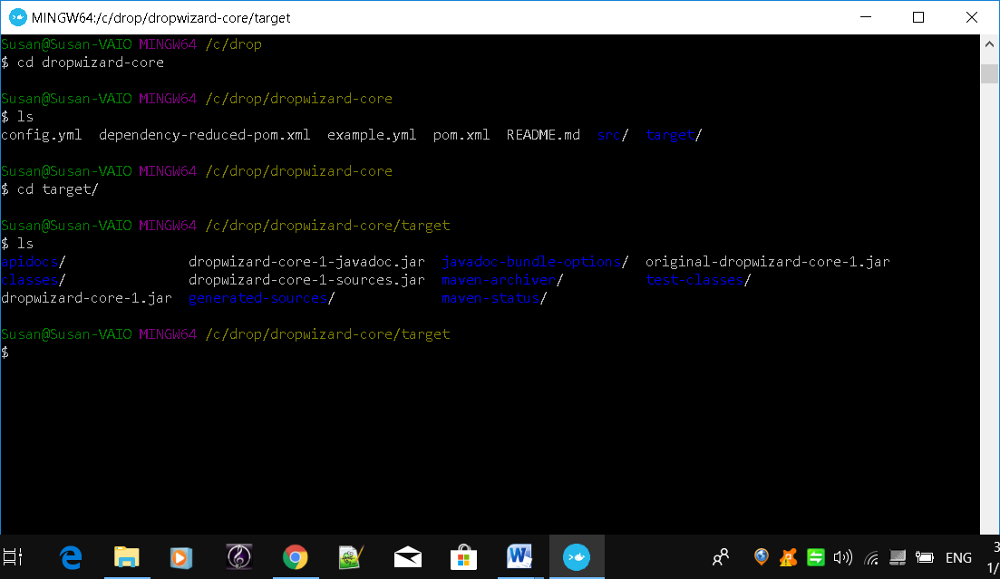 MINGW64:/c/drop/dropwizard-core/target
Susan@Susan-VAIO MINGW64 /c/drop
$ cd dropwizard-core
Susan@Susan-VAIO MINGW64 /c/drop/dropwizard-core
$ ls
config.yml dependency-reduced-pom.xml example.yml pom.xml README.md src/ target/
Susan@Susan-VAIO MINGW64 /c/drop/dropwizard-core
$ cd target/
Susan@Susan-VAIO MINGW64 /c/drop/dropwizard-core/target
$ ls
apidocs/ dropwizard-core-1-javadoc.jar javadoc-bundle-options/ original-dropwizard-core-1.jar
classes/ dropwizard-core-1-sources.jar maven-archiver/ test-classes/
dropwizard-core-1.jar generated-sources/ maven-status/
Susan@Susan-VAIO MINGW64 /c/drop/dropwizard-core/target
$
ENG